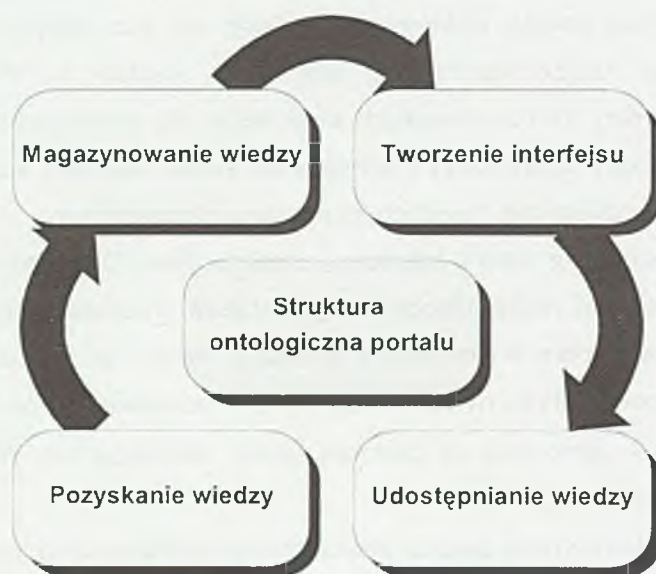 Magazynowanie wiedzy
Tworzenie interfejsu
Struktura
ontologiczna portalu
Pozyskanie wiedzy
Udostępnianie wiedzy